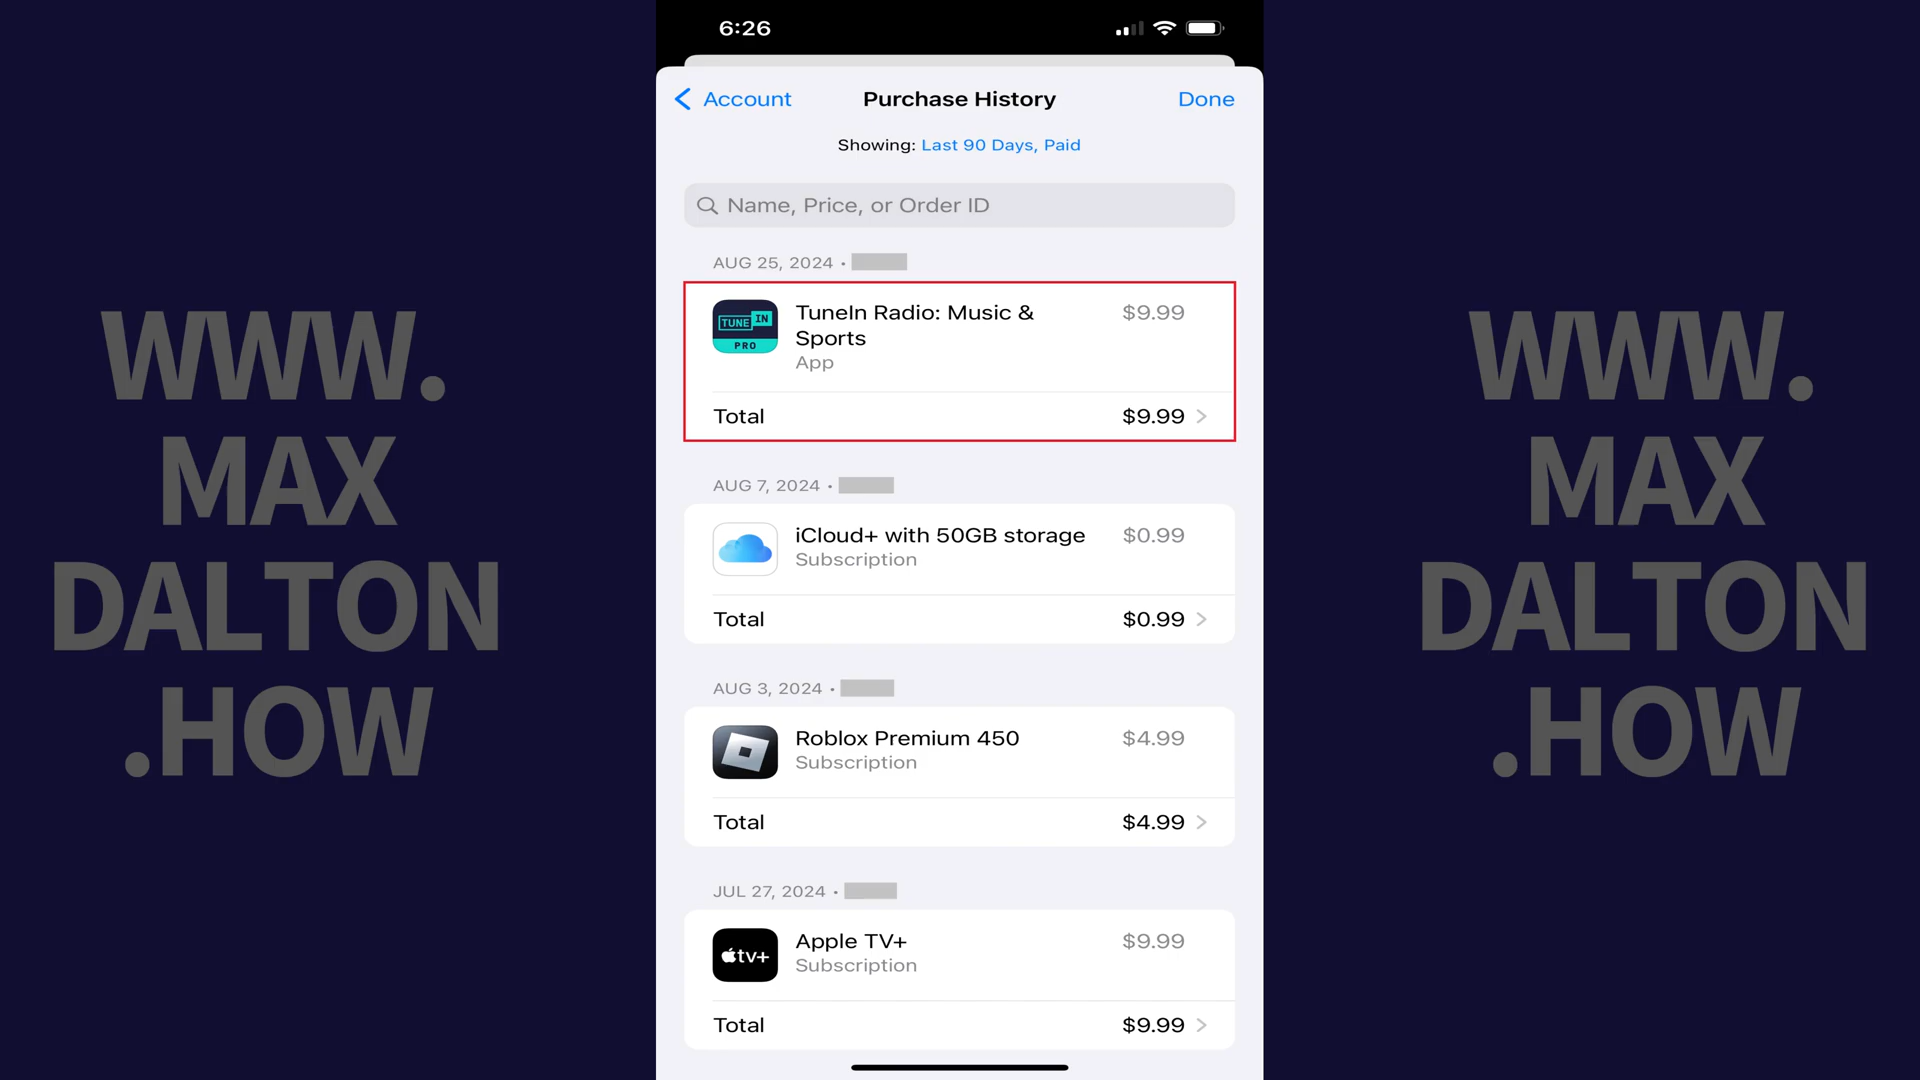 WWW.
MAX
DALTON
.HOW
6:26
Account
Purchase History
Done
Showing: Last 90 Days, Paid
Name, Price, or Order ID
AUG 25, 2024 •
TUNE IN
PRO
TuneIn Radio: Music &
Sports
$9.99
App
Total $9.99
AUG 7, 2024 •
iCloud+ with 50GB storage $0.99
Subscription
Total $0.99
AUG 3, 2024 •
Roblox Premium 450 $4.99
Subscription
Total $4.99
JUL 27, 2024 •
tv+
Apple TV+ $9.99
Subscription
Total $9.99
WWW.
MAX
DALTON
.HOW